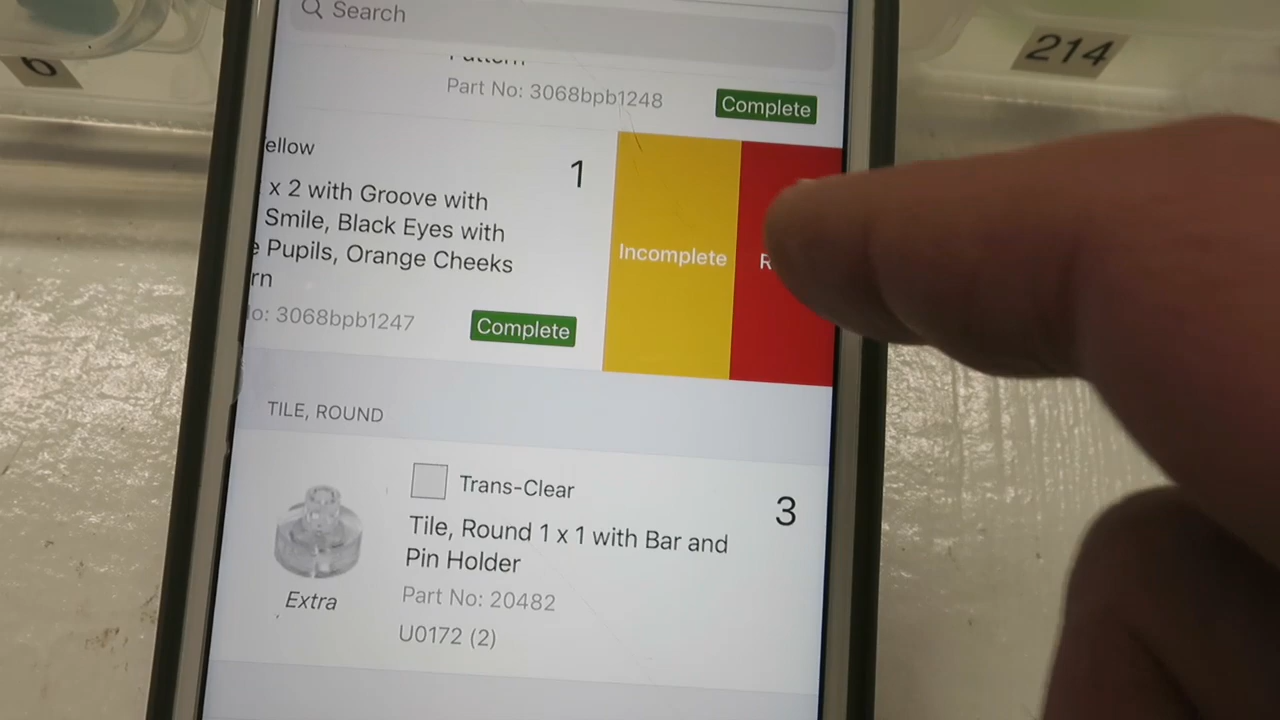 Search
Part No: 3068bpb1248
Complete
ellow
1
x 2 with Groove with
Smile, Black Eyes with
e Pupils, Orange Cheeks
rn
lo: 3068bpb1247
Complete
Incomplete
R
TILE, ROUND
Trans-Clear
3
Tile, Round 1 x 1 with Bar and
Pin Holder
Extra
Part No: 20482
U0172 (2)
6
214